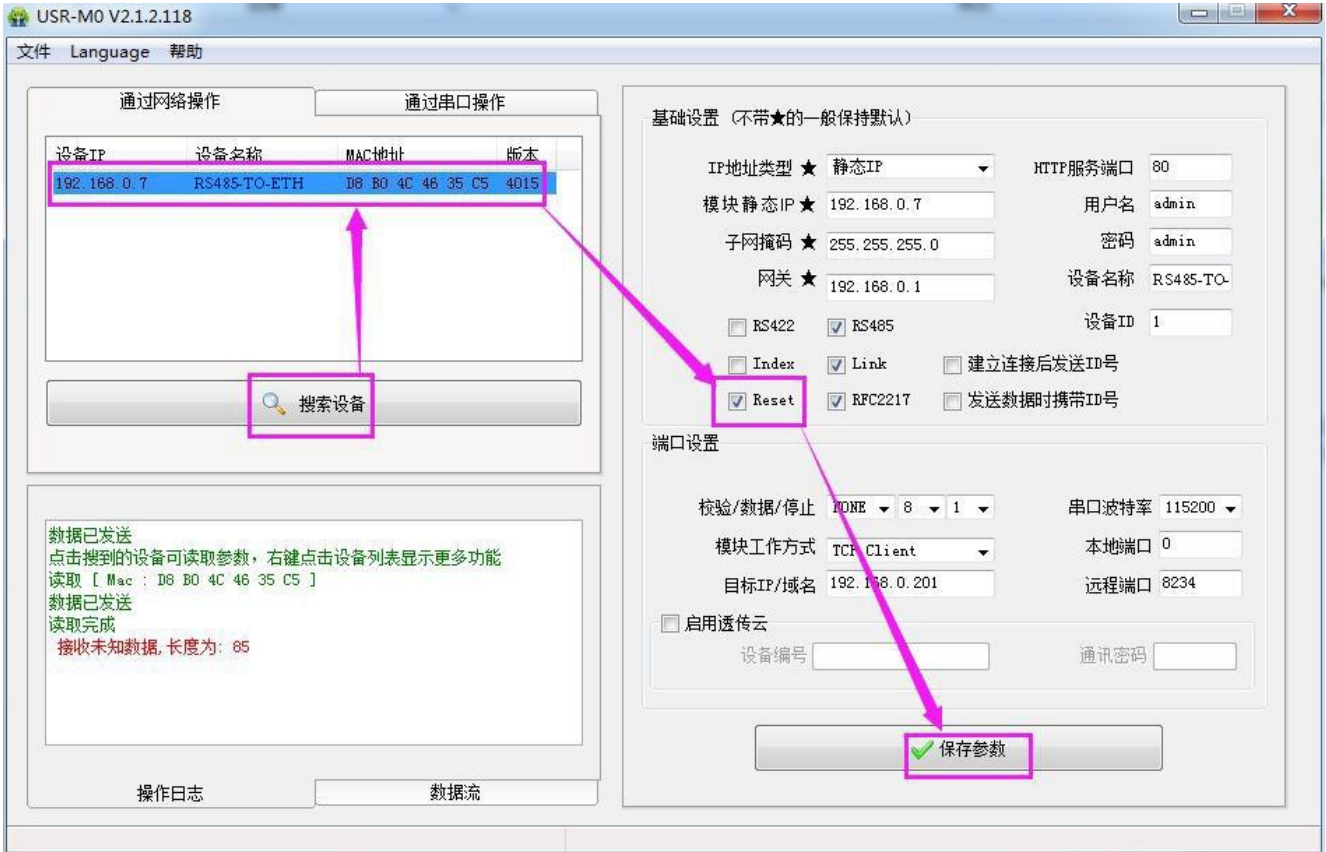 USR-M0 V2.1.2.118
文件 Language 帮助
通过网络操作 通过串口操作
设备IP 设备名称 MAC地址 版本
192.168.0.7 RS485-TO-ETH D8 B0 4C 46 35 C5 4015
搜索设备
数据已发送
点击搜到的设备可读取参数，右键点击设备列表显示更多功能
读取 [ Mac : D8 B0 4C 46 35 C5 ]
数据已发送
读取完成
接收未知数据,长度为: 85
操作日志 数据流
基础设置 (不带★的一般保持默认)
IP地址类型 ★ 静态IP HTTP服务端口 80
模块静态IP ★ 192.168.0.7 用户名 admin
子网掩码 ★ 255.255.255.0 密码 admin
网关 ★ 192.168.0.1 设备名称 RS485-TO-
RS422 RS485 设备ID 1
Index Link 建立连接后发送ID号
Reset RFC2217 发送数据时携带ID号
端口设置
校验/数据/停止 NONE 8 1 串口波特率 115200
模块工作方式 TCP Client 本地端口 0
目标IP/域名 192.168.0.201 远程端口 8234
启用透传云
设备编号 通讯密码
保存参数